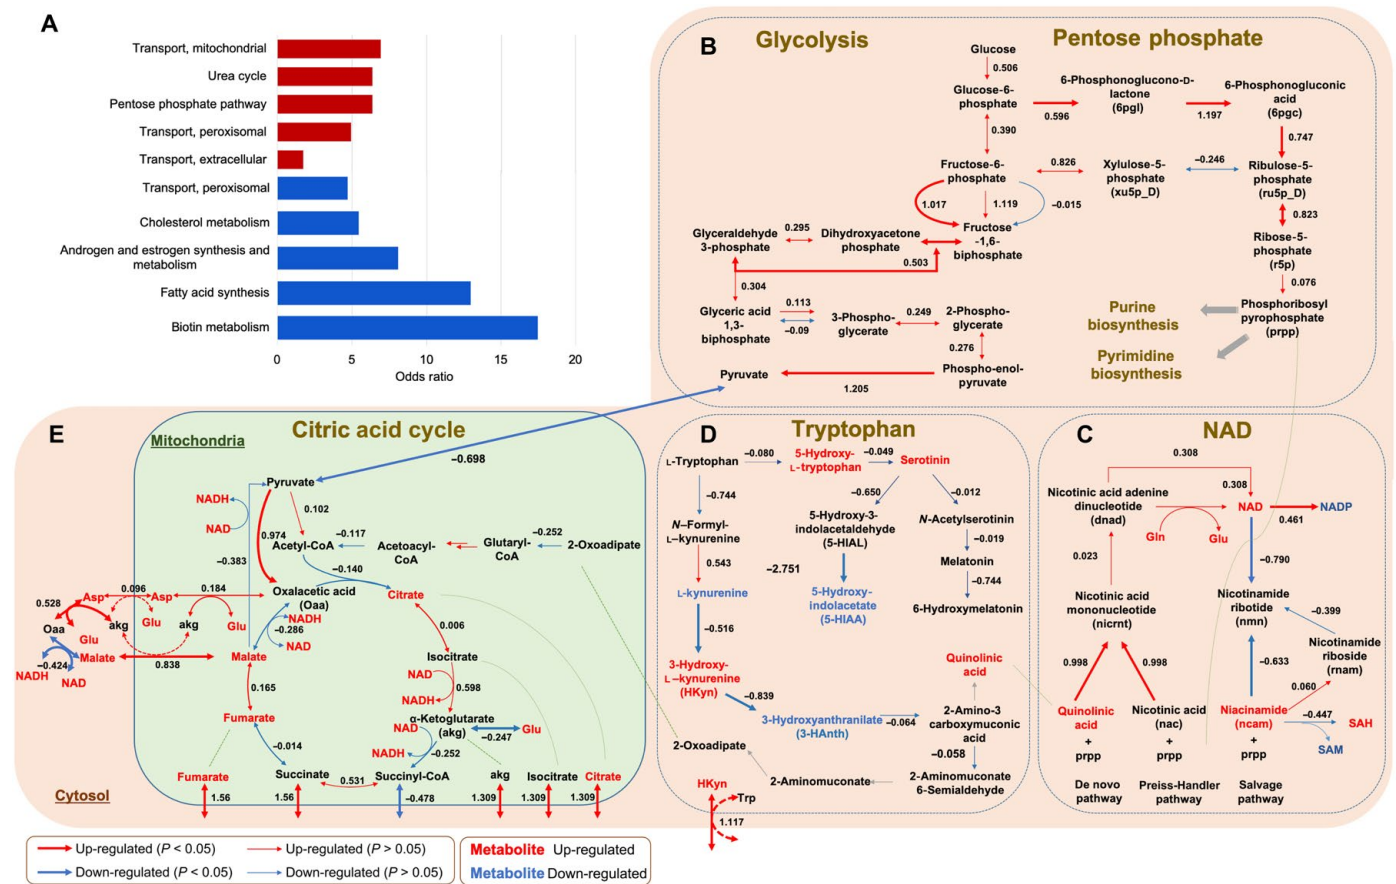 A
Transport, mitochondrial
Urea cycle
Pentose phosphate pathway
Transport, peroxisomal
Transport, extracellular
Transport, peroxisomal
Cholesterol metabolism
Androgen and estrogen synthesis and
metabolism
Fatty acid synthesis
Biotin metabolism
0 5 10 15 20
Odds ratio
B
Glycolysis
Pentose phosphate
Glucose
0.506
Glucose-6-
phosphate
0.596
6-Phosphonoglucono-D-
lactone
(6pgl)
1.197
6-Phosphonogluconic
acid
(6pgc)
0.390
0.747
Fructose-6-
phosphate
0.826
Xylulose-5-
phosphate
(xu5p_D)
−0.246
Ribulose-5-
phosphate
(ru5p_D)
1.017
1.119
−0.015
0.823
Glyceraldehyde
3-phosphate
0.295
Dihydroxyacetone
phosphate
Fructose
-1,6-
biphosphate
0.503
Ribose-5-
phosphate
(r5p)
0.304
0.076
Glyceric acid
1,3-
biphosphate
0.113
−0.09
3-Phospho-
glycerate
0.249
2-Phospho-
glycerate
Purine
biosynthesis
Phosphoribosyl
pyrophosphate
(prpp)
0.276
Pyrimidine
biosynthesis
Pyruvate
1.205
Phospho-enol-
pyruvate
E
Mitochondria
Citric acid cycle
−0.698
Pyruvate
NADH
NAD
0.102
0.974
−0.383
Acetyl-CoA
−0.117
Acetoacyl-
CoA
Glutaryl-
CoA
−0.252
2-Oxoadipate
−0.140
Oxalacetic acid
(Oaa)
Citrate
0.528
Asp
0.096
Asp
0.184
Oaa
Glu
akg
Glu
akg
Glu
NADH
−0.286
NAD
0.006
−0.424
Malate
0.838
Malate
NADH
NAD
Isocitrate
0.165
NAD
0.598
NADH
Fumarate
α-Ketoglutarate
(akg)
−0.247
Glu
−0.014
NAD
−0.252
NADH
Fumarate
Succinate
0.531
Succinyl-CoA
akg
Isocitrate
Citrate
Cytosol
1.56
1.56
−0.478
1.309
1.309
1.309
D
Tryptophan
L-Tryptophan
−0.080
5-Hydroxy-
L-tryptophan
−0.049
Serotinin
−0.744
−0.650
−0.012
N–Formyl-
L–kynurenine
5-Hydroxy-3-
indolacetaldehyde
(5-HIAL)
N-Acetylserotinin
−0.019
0.543
−2.751
Melatonin
−0.744
L-kynurenine
5-Hydroxy-
indolacetate
(5-HIAA)
6-Hydroxymelatonin
−0.516
3-Hydroxy-
L–kynurenine
(HKyn)
Quinolinic
acid
−0.839
3-Hydroxyanthranilate
(3-HAnth)
−0.064
2-Amino-3
carboxymuconic
acid
−0.058
2-Oxoadipate
2-Aminomuconate
2-Aminomuconate
6-Semialdehyde
HKyn
Trp
1.117
C
NAD
0.308
Nicotinic acid adenine
dinucleotide
(dnad)
0.308
NAD
0.461
NADP
Gln
Glu
0.023
−0.790
Nicotinic acid
mononucleotide
(nicrnt)
Nicotinamide
ribotide
(nmn)
−0.399
Nicotinamide
riboside
(rnam)
0.998
0.998
−0.633
0.060
Quinolinic
acid
+
prpp
Nicotinic acid
(nac)
+
prpp
Niacinamide
(ncam)
+
prpp
−0.447
SAH
SAM
De novo
pathway
Preiss-Handler
pathway
Salvage
pathway
Up-regulated (P < 0.05)
Up-regulated (P > 0.05)
Down-regulated (P < 0.05)
Down-regulated (P > 0.05)
Metabolite Up-regulated
Metabolite Down-regulated